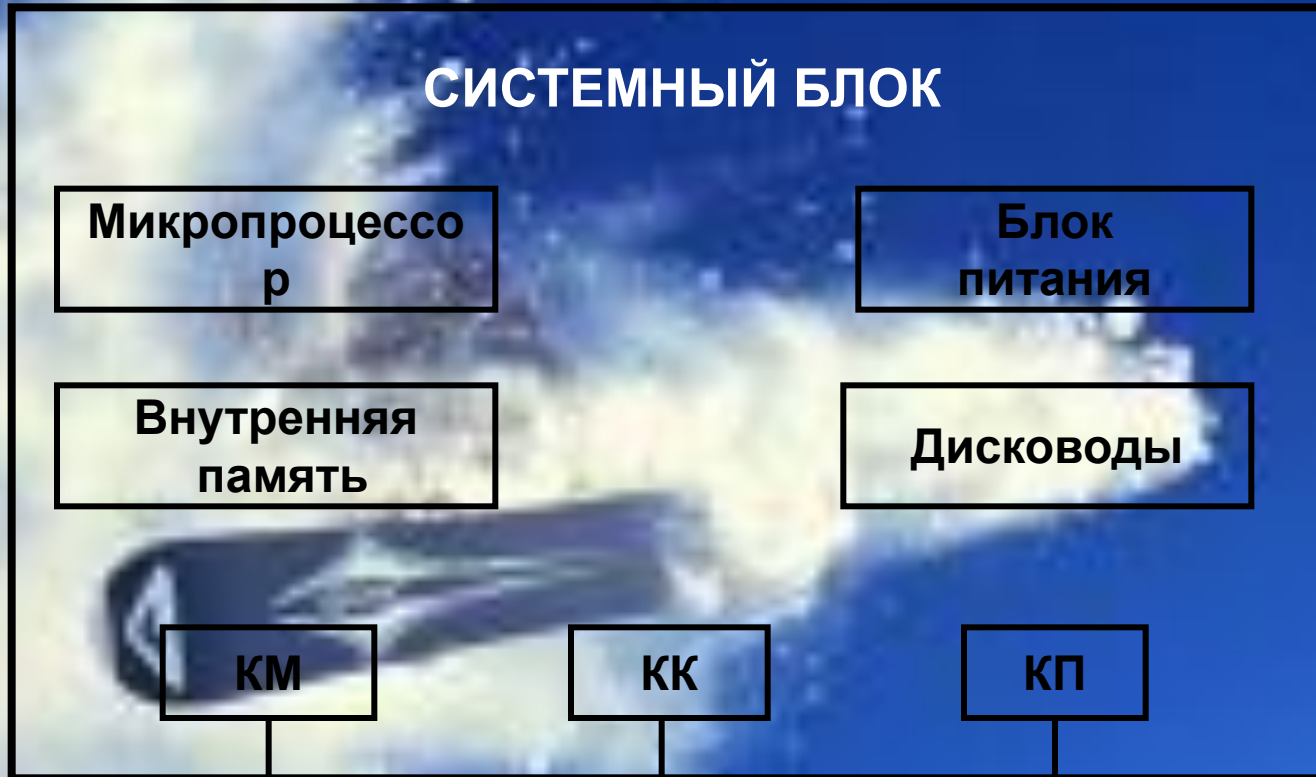 СИСТЕМНЫЙ БЛОК
Микропроцессо
р
Блок
питания
Внутренняя
память
Дисководы
КМ
КК
КП